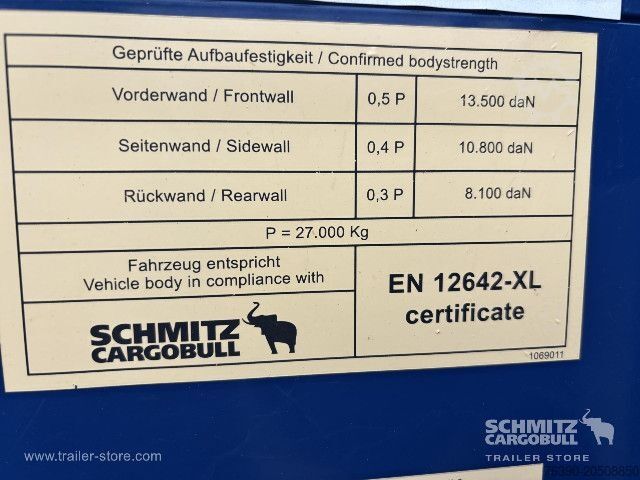 Geprüfte Aufbaufestigkeit / Confirmed bodystrength
Vorderwand / Frontwall 0,5 P 13.500 daN
Seitenwand / Sidewall 0,4 P 10.800 daN
Rückwand / Rearwall 0,3 P 8.100 daN
P = 27.000 Kg
Fahrzeug entspricht
Vehicle body in compliance with
EN 12642-XL
certificate
SCHMITZ
CARGOBULL
1069011
SCHMITZ
CARGOBULL
TRAILER STORE
www.trailer-store.com
76390-20508850